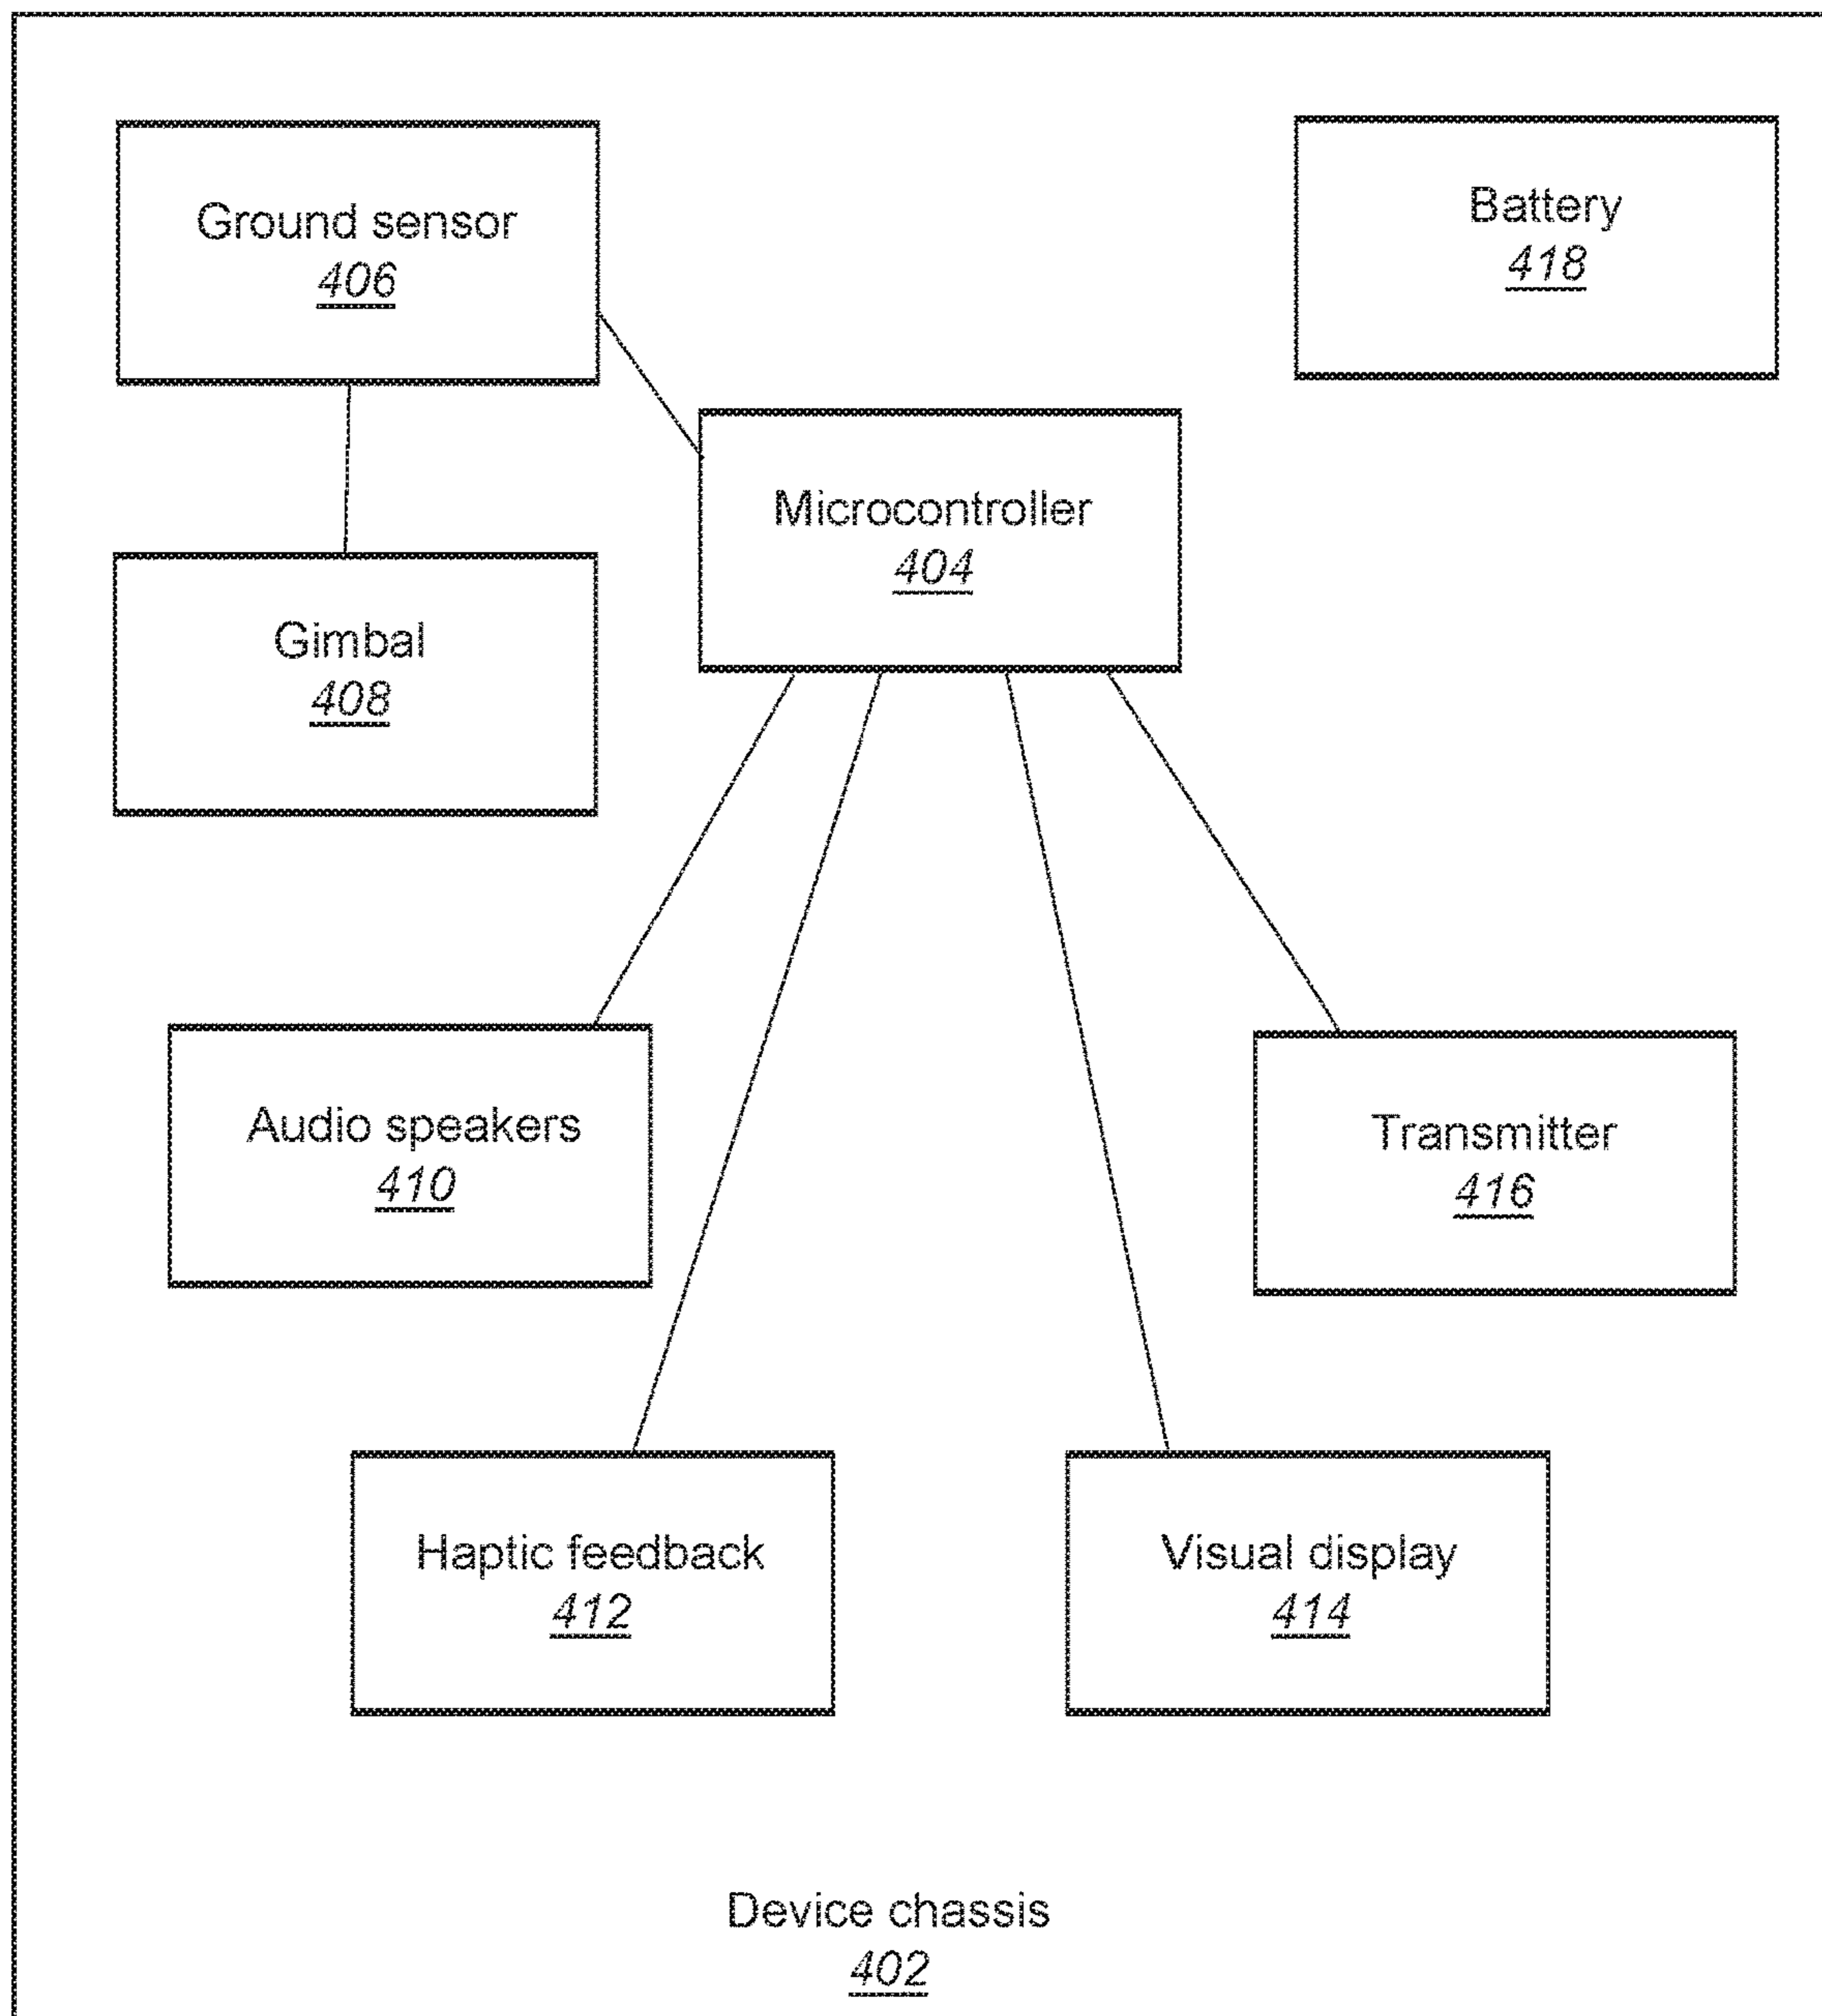 Ground sensor
406
Battery
418
Microcontroller
404
Gimbal
408
Audio speakers
410
Transmitter
416
Haptic feedback
412
Visual display
414
Device chassis
402